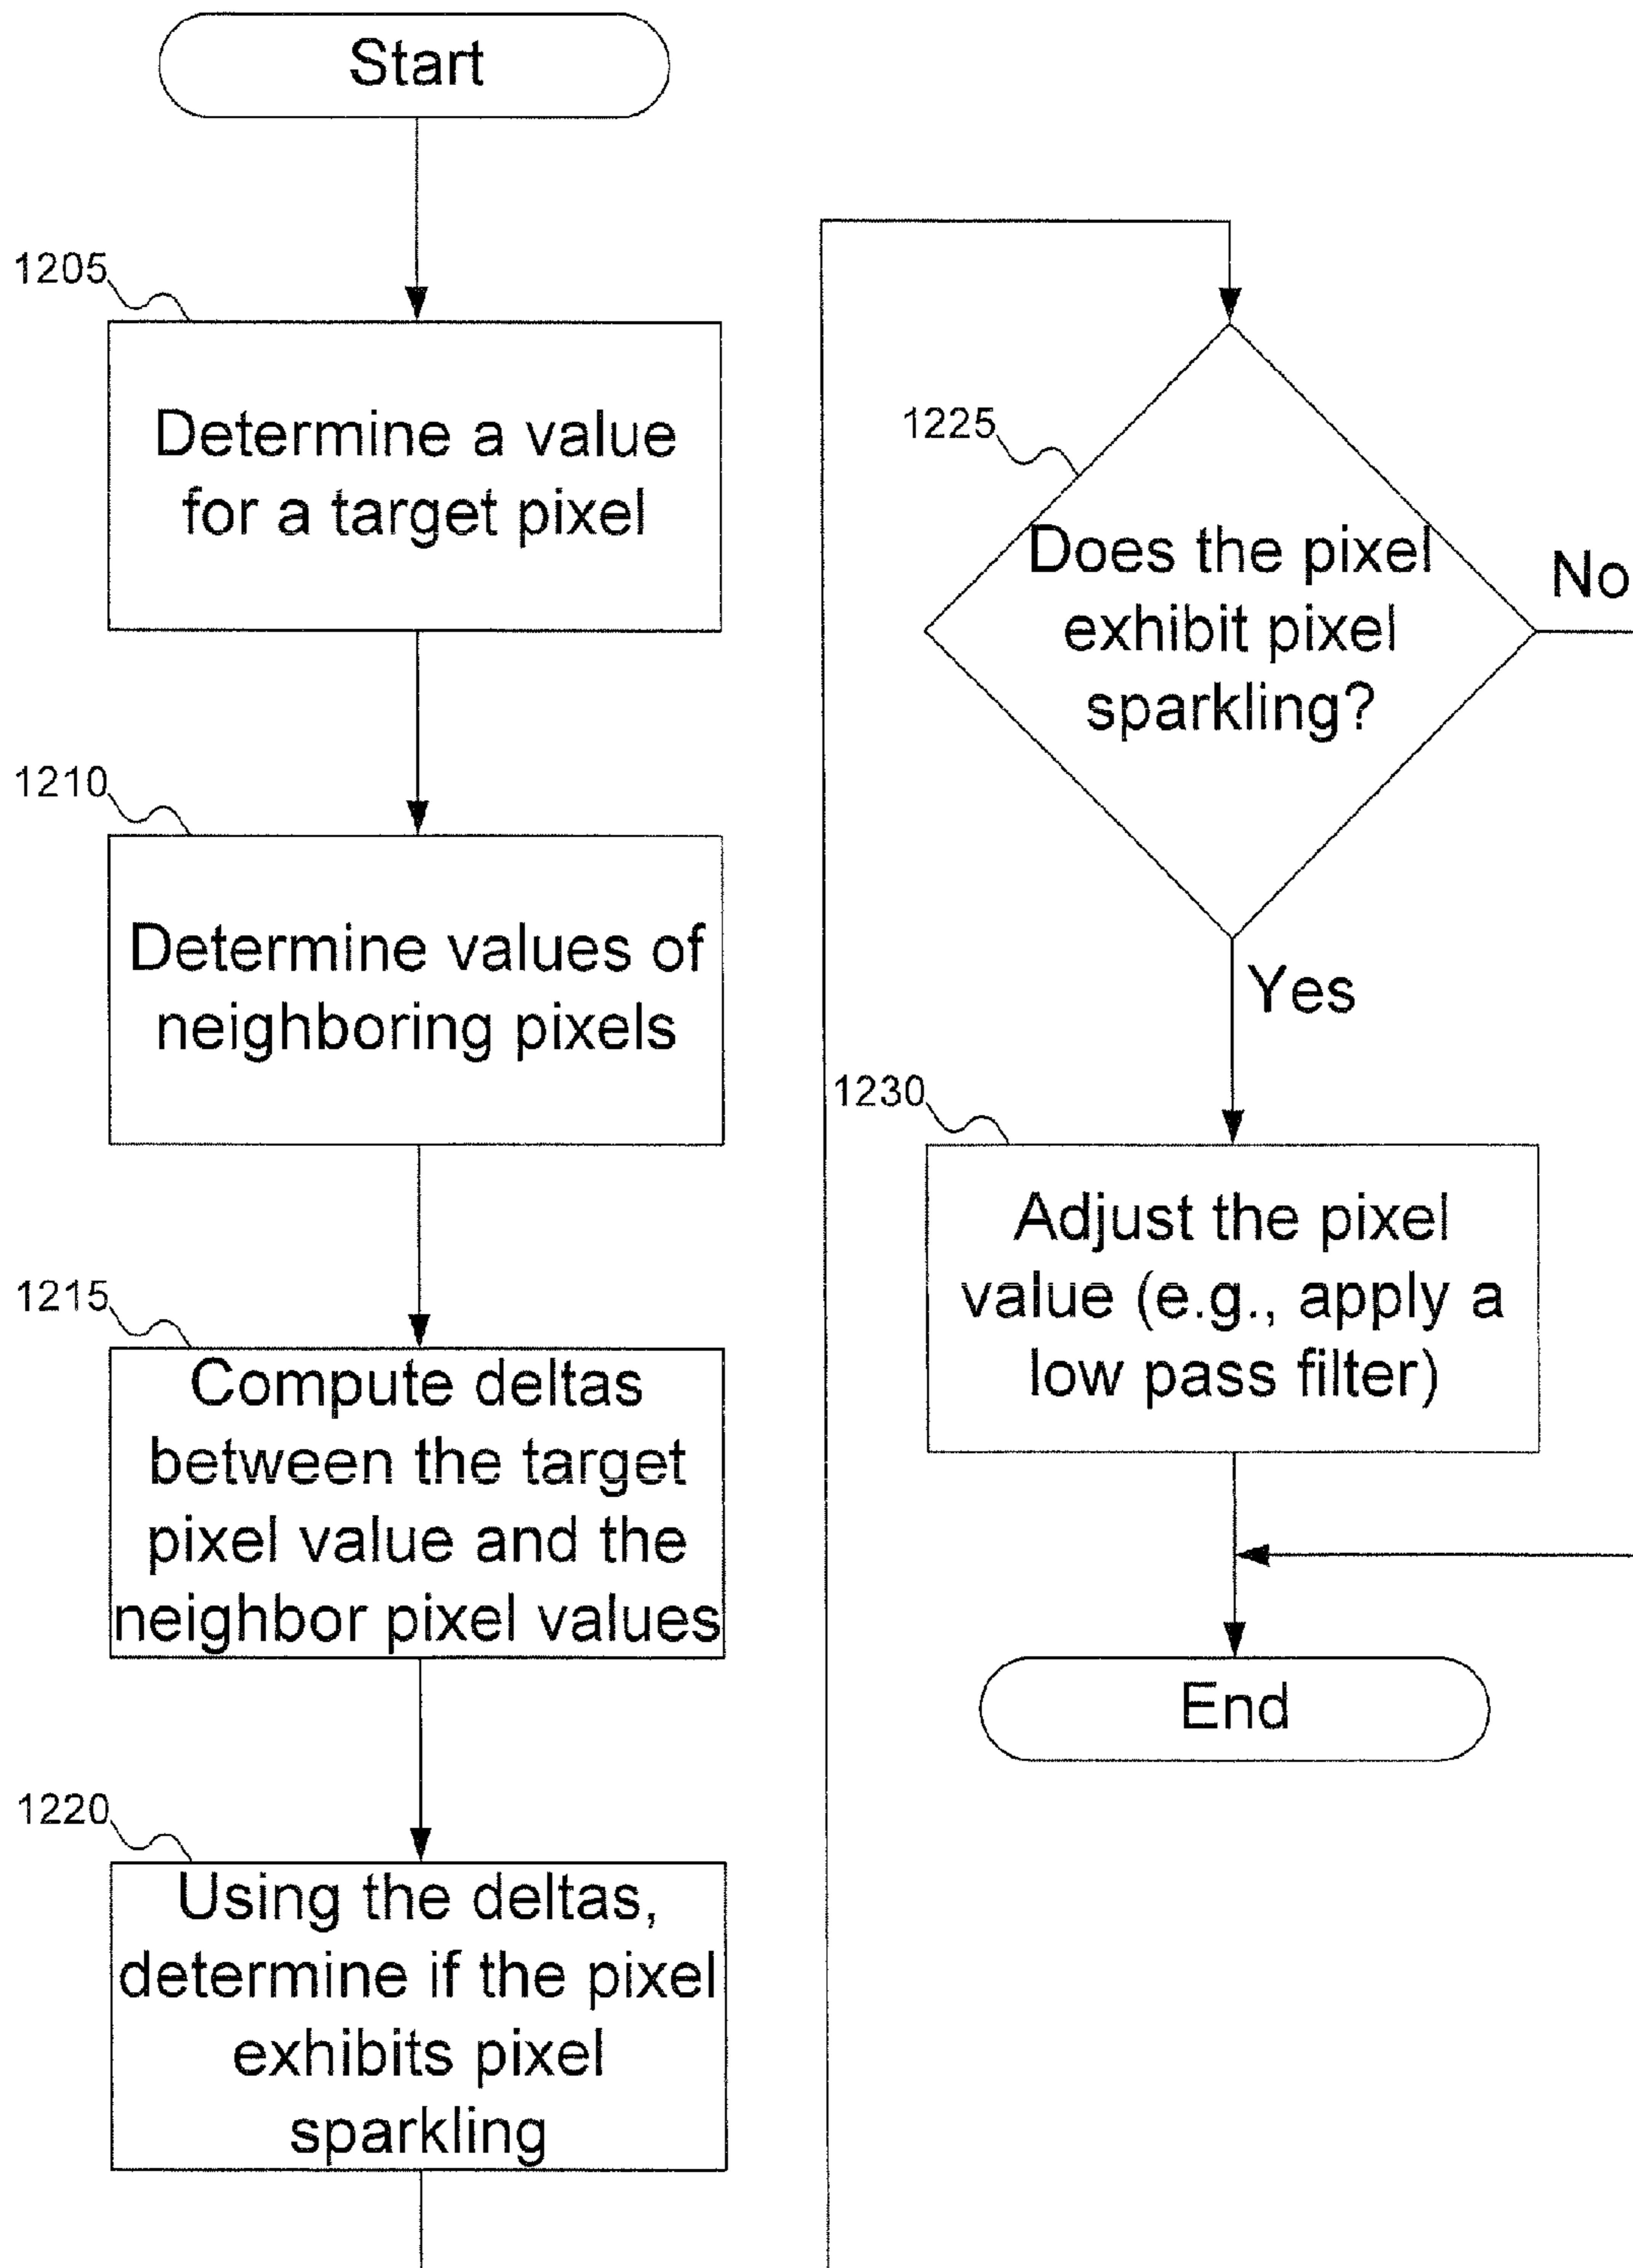 Start
1205
Determine a value
for a target pixel
1210
Determine values of
neighboring pixels
1215
Compute deltas
between the target
pixel value and the
neighbor pixel values
1220
Using the deltas,
determine if the pixel
exhibits pixel
sparkling
1225
Does the pixel
exhibit pixel
sparkling?
No
Yes
1230
Adjust the pixel
value (e.g., apply a
low pass filter)
End